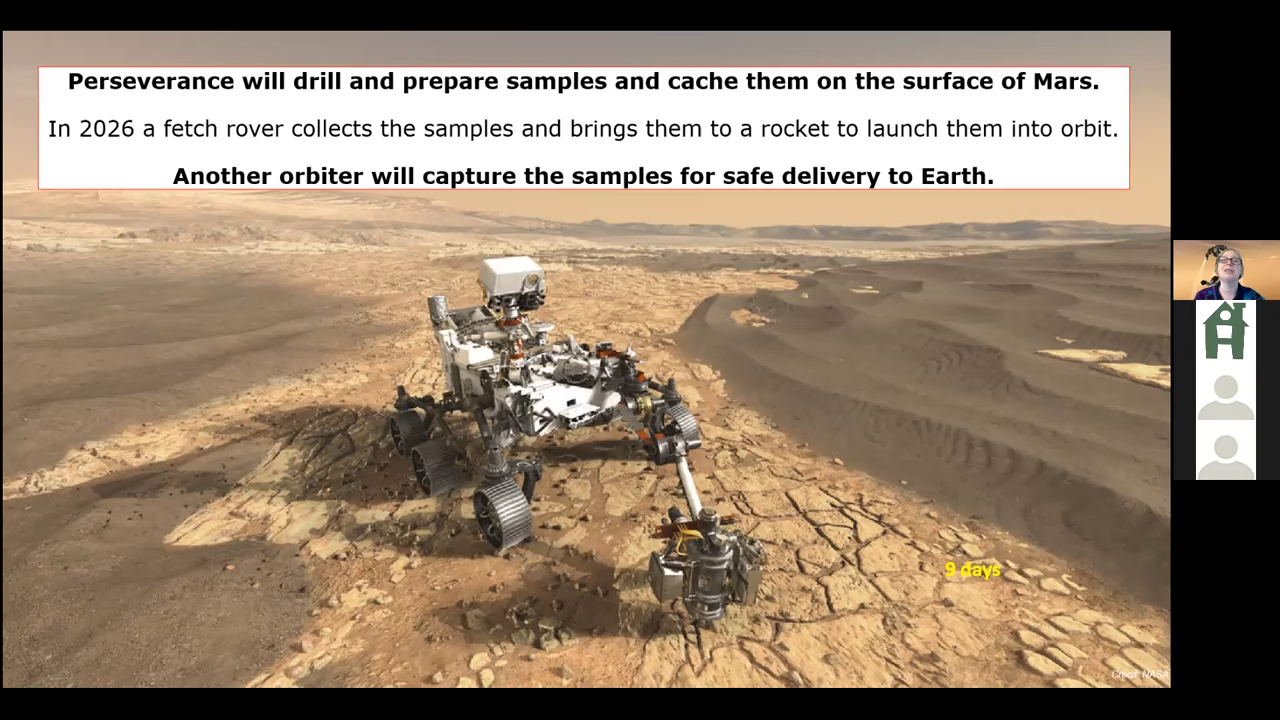 Perseverance will drill and prepare samples and cache them on the surface of Mars.
In 2026 a fetch rover collects the samples and brings them to a rocket to launch them into orbit.
Another orbiter will capture the samples for safe delivery to Earth.
9 days
Credit: NASA